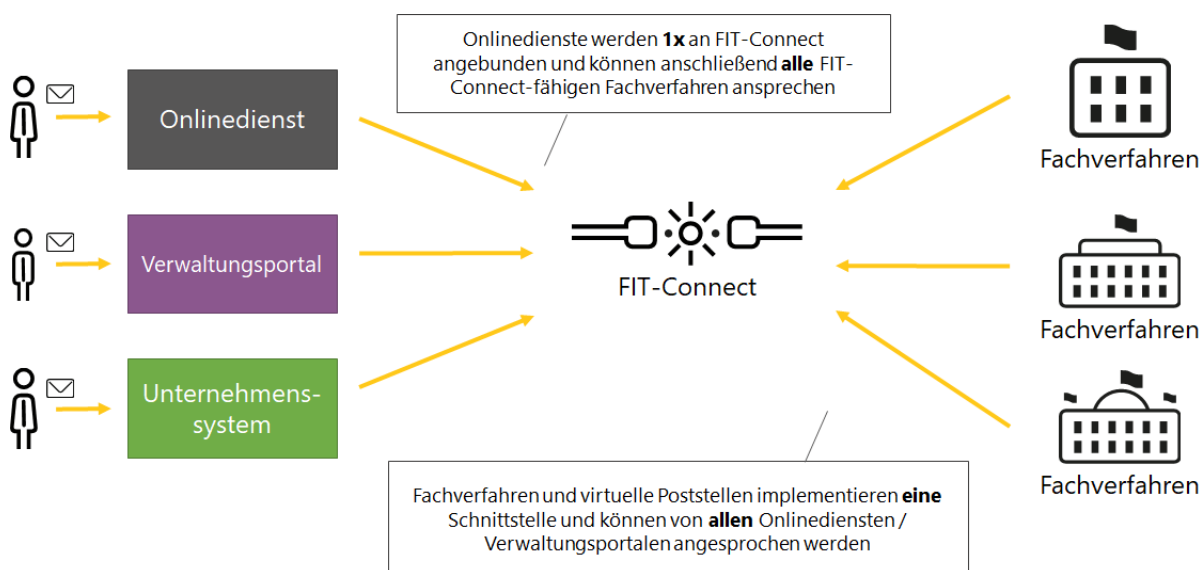 Onlinedienste werden 1x an FIT-Connect
angebunden und können anschließend alle FIT-
Connect-fähigen Fachverfahren ansprechen
Onlinedienst
Fachverfahren
Verwaltungsportal
FIT-Connect
Fachverfahren
Unternehmens-
system
Fachverfahren
Fachverfahren und virtuelle Poststellen implementieren eine
Schnittstelle und können von allen Onlinediensten /
Verwaltungsportalen angesprochen werden